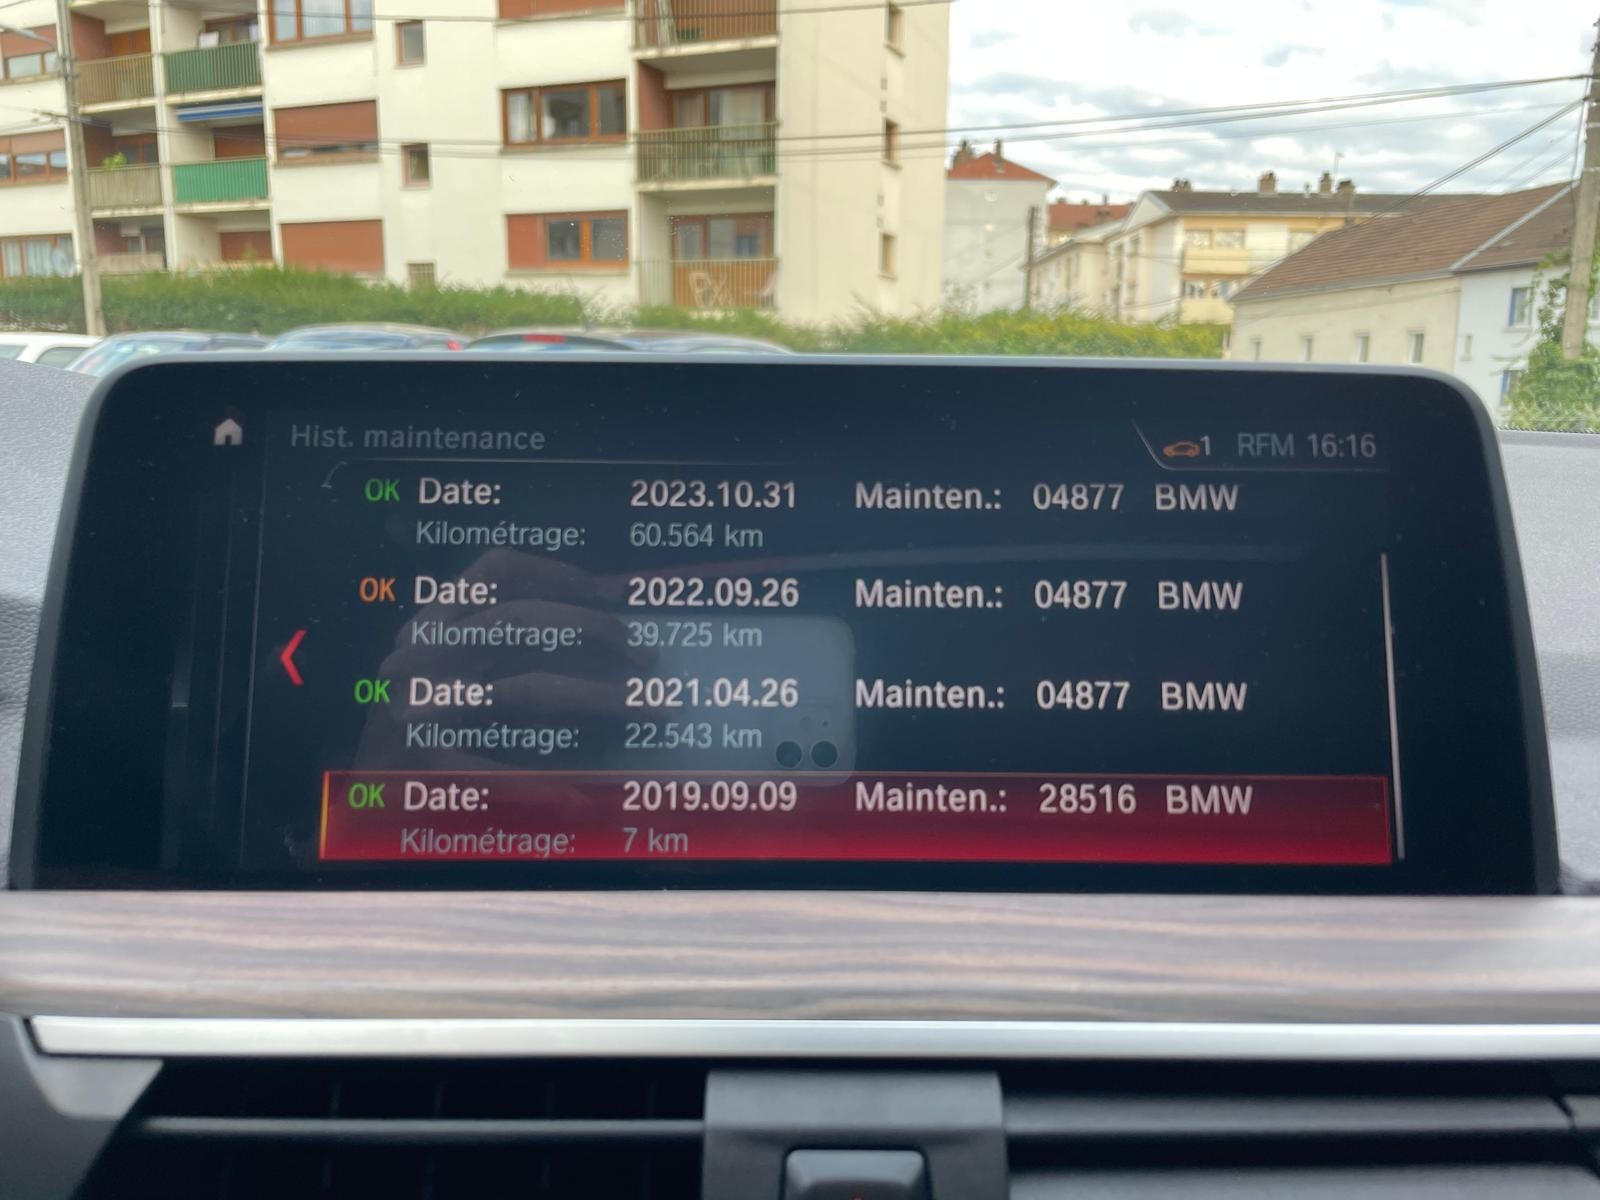 Hist. maintenance
1 RFM 16:16
OK Date: 2023.10.31 Mainten.: 04877 BMW
Kilométrage: 60.564 km
OK Date: 2022.09.26 Mainten.: 04877 BMW
Kilométrage: 39.725 km
OK Date: 2021.04.26 Mainten.: 04877 BMW
Kilométrage: 22.543 km
OK Date: 2019.09.09 Mainten.: 28516 BMW
Kilométrage: 7 km